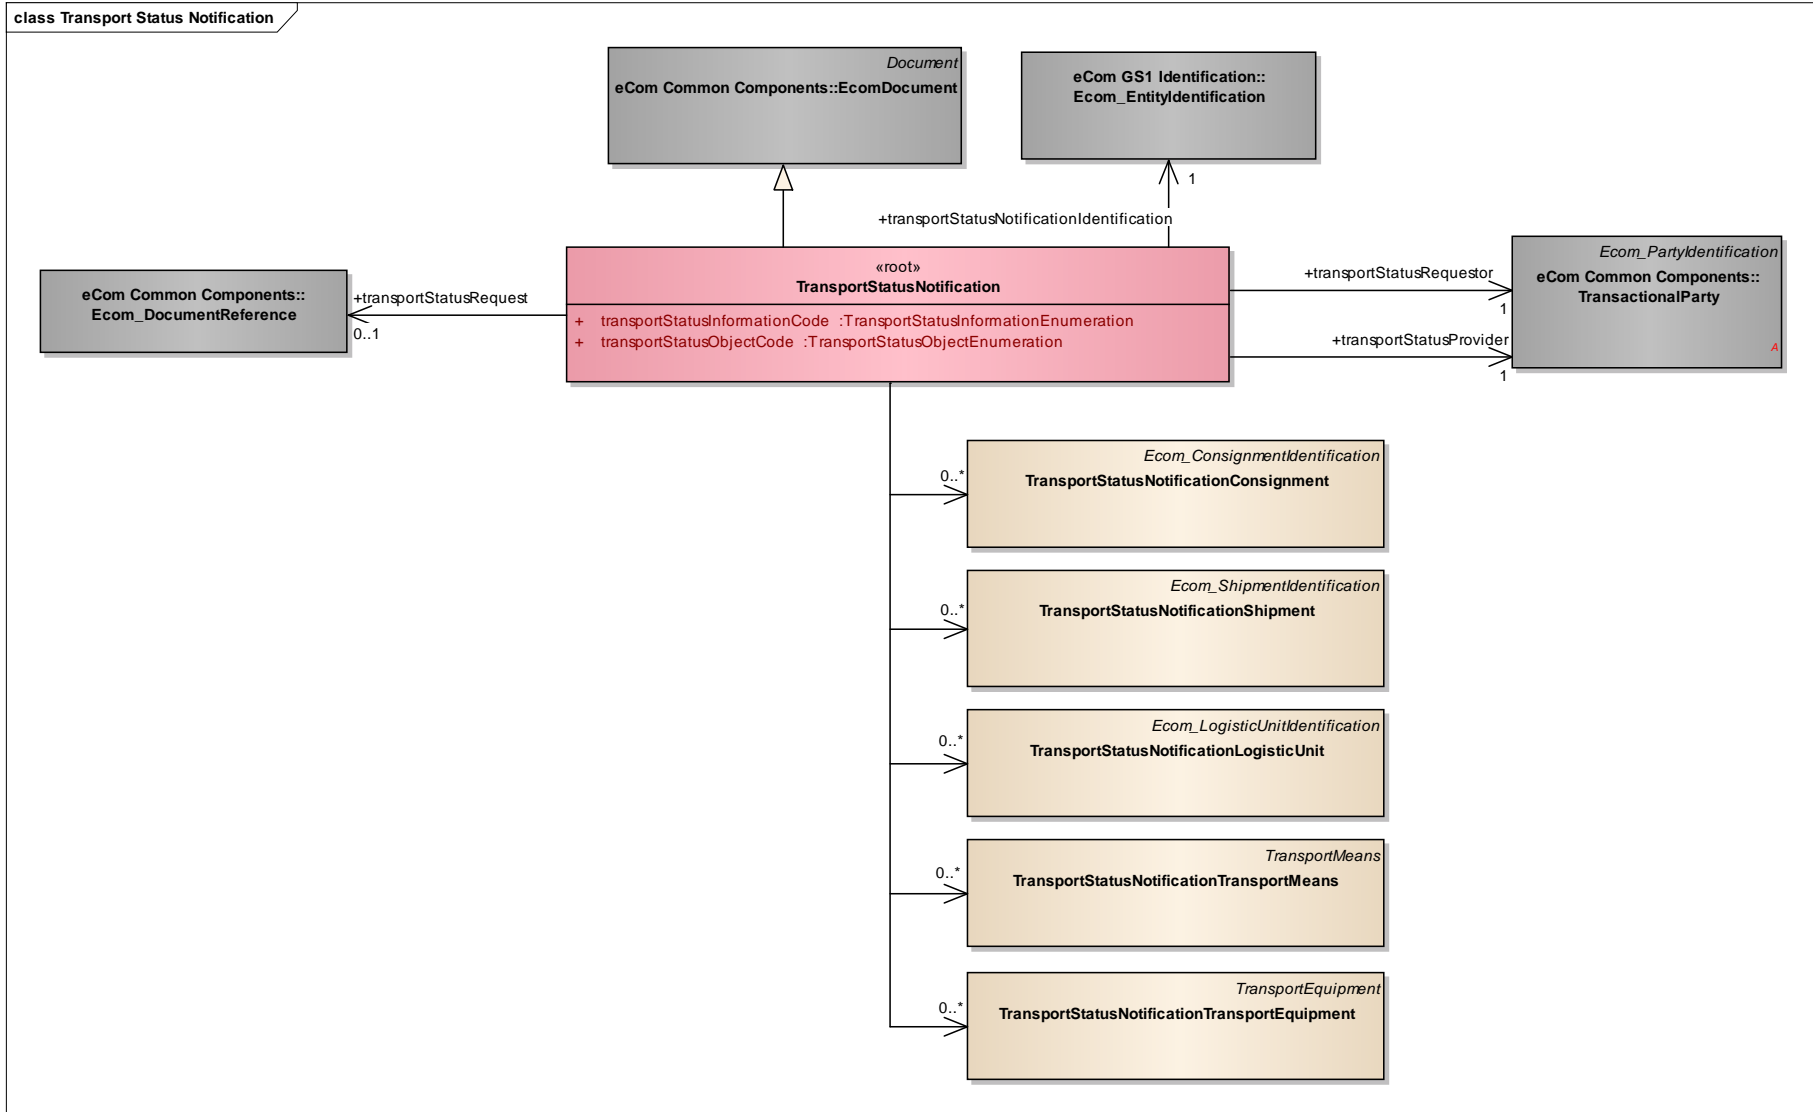 class Transport Status Notification
Document
eCom Common Components::EcomDocument
eCom GS1 Identification::
Ecom_EntityIdentification
1
+transportStatusNotificationIdentification
eCom Common Components::
Ecom_DocumentReference
+transportStatusRequest
0..1
«root»
TransportStatusNotification
+ transportStatusInformationCode :TransportStatusInformationEnumeration
+ transportStatusObjectCode :TransportStatusObjectEnumeration
+transportStatusRequestor
1
+transportStatusProvider
1
Ecom_PartyIdentification
eCom Common Components::
TransactionalParty
A
Ecom_ConsignmentIdentification
0..*
TransportStatusNotificationConsignment
Ecom_ShipmentIdentification
0..*
TransportStatusNotificationShipment
Ecom_LogisticUnitIdentification
0..*
TransportStatusNotificationLogisticUnit
TransportMeans
0..*
TransportStatusNotificationTransportMeans
TransportEquipment
0..*
TransportStatusNotificationTransportEquipment